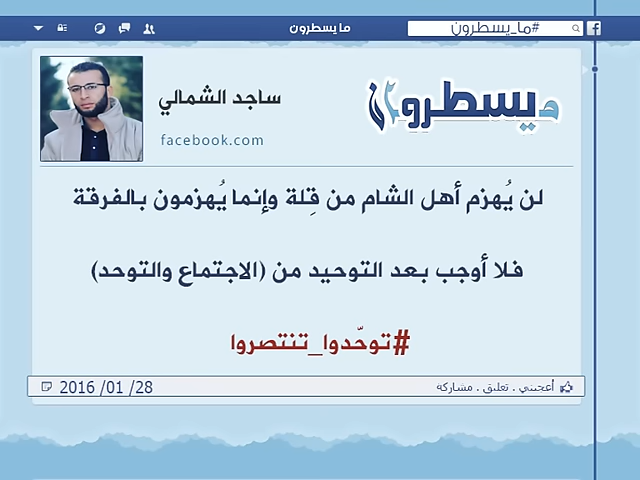 ما يسطرون
#ما_يسطرون
f
ما يسطرون
ساجد الشمالي
facebook.com
لن يُهزم أهل الشام من قِلة وإنما يُهزمون بالفرقة
فلا أوجب بعد التوحيد من (الاجتماع والتوحد)
#توحّدوا_تنتصروا
أعجبني . تعليق . مشاركه
2016 /01 /28